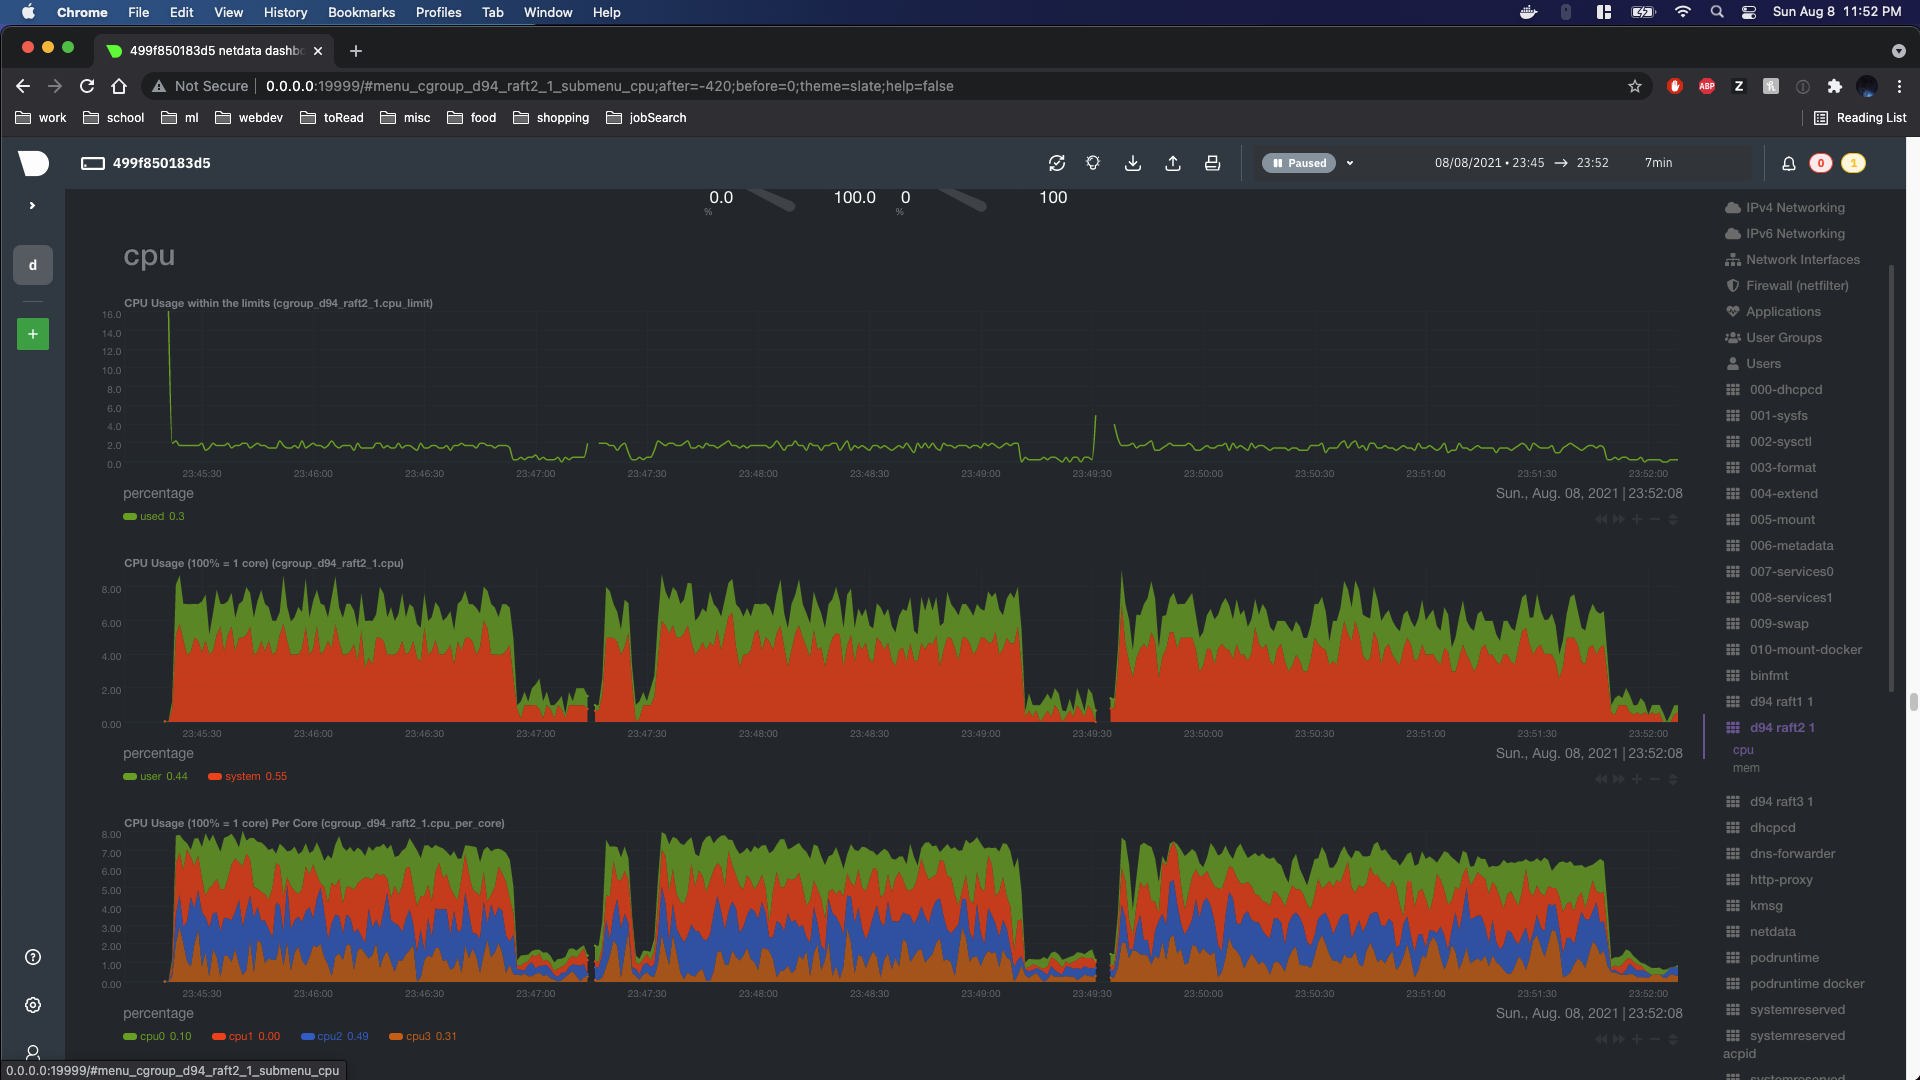 Chrome File Edit View History Bookmarks Profiles Tab Window Help Sun Aug 8 11:52 PM
499f850183d5 netdata dashbo
Not Secure 0.0.0.0:19999/#menu_cgroup_d94_raft2_1_submenu_cpu;after=-420;before=0;theme=slate;help=false ABP Z
work school ml webdev toRead misc food shopping jobSearch Reading List
499f850183d5 Paused 08/08/2021 • 23:45 → 23:52 7min 0 1
0.0 100.0 0 100
% %
d
cpu
CPU Usage within the limits (cgroup_d94_raft2_1.cpu_limit)
16.0
14.0
12.0
10.0
8.0
6.0
4.0
2.0
0.0
23:45:30 23:46:00 23:46:30 23:47:00 23:47:30 23:48:00 23:48:30 23:49:00 23:49:30 23:50:00 23:50:30 23:51:00 23:51:30 23:52:00
percentage Sun., Aug. 08, 2021 | 23:52:08
used 0.3
CPU Usage (100% = 1 core) (cgroup_d94_raft2_1.cpu)
8.00
6.00
4.00
2.00
0.00
23:45:30 23:46:00 23:46:30 23:47:00 23:47:30 23:48:00 23:48:30 23:49:00 23:49:30 23:50:00 23:50:30 23:51:00 23:51:30 23:52:00
percentage Sun., Aug. 08, 2021 | 23:52:08
user 0.44 system 0.55
CPU Usage (100% = 1 core) Per Core (cgroup_d94_raft2_1.cpu_per_core)
8.00
7.00
6.00
5.00
4.00
3.00
2.00
1.00
0.00
23:45:30 23:46:00 23:46:30 23:47:00 23:47:30 23:48:00 23:48:30 23:49:00 23:49:30 23:50:00 23:50:30 23:51:00 23:51:30 23:52:00
percentage Sun., Aug. 08, 2021 | 23:52:08
cpu0 0.10 cpu1 0.00 cpu2 0.49 cpu3 0.31
IPv4 Networking
IPv6 Networking
Network Interfaces
Firewall (netfilter)
Applications
User Groups
Users
000-dhcpcd
001-sysfs
002-sysctl
003-format
004-extend
005-mount
006-metadata
007-services0
008-services1
009-swap
010-mount-docker
binfmt
d94 raft1 1
d94 raft2 1
cpu
mem
d94 raft3 1
dhcpcd
dns-forwarder
http-proxy
kmsg
netdata
podruntime
podruntime docker
systemreserved
systemreserved
acpid
systemreserved
0.0.0.0:19999/#menu_cgroup_d94_raft2_1_submenu_cpu